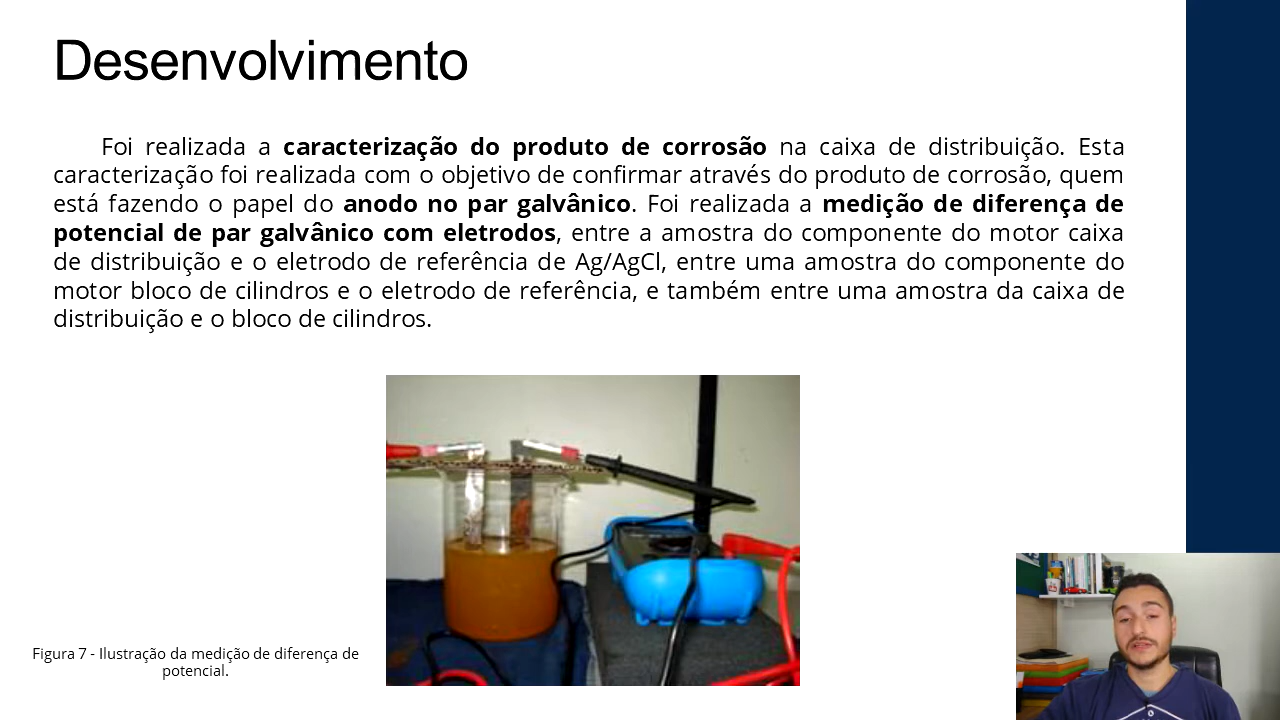 Desenvolvimento
Foi realizada a caracterização do produto de corrosão na caixa de distribuição. Esta
caracterização foi realizada com o objetivo de confirmar através do produto de corrosão, quem
está fazendo o papel do anodo no par galvânico. Foi realizada a medição de diferença de
potencial de par galvânico com eletrodos, entre a amostra do componente do motor caixa
de distribuição e o eletrodo de referência de Ag/AgCl, entre uma amostra do componente do
motor bloco de cilindros e o eletrodo de referência, e também entre uma amostra da caixa de
distribuição e o bloco de cilindros.
Figura 7 - Ilustração da medição de diferença de
potencial.